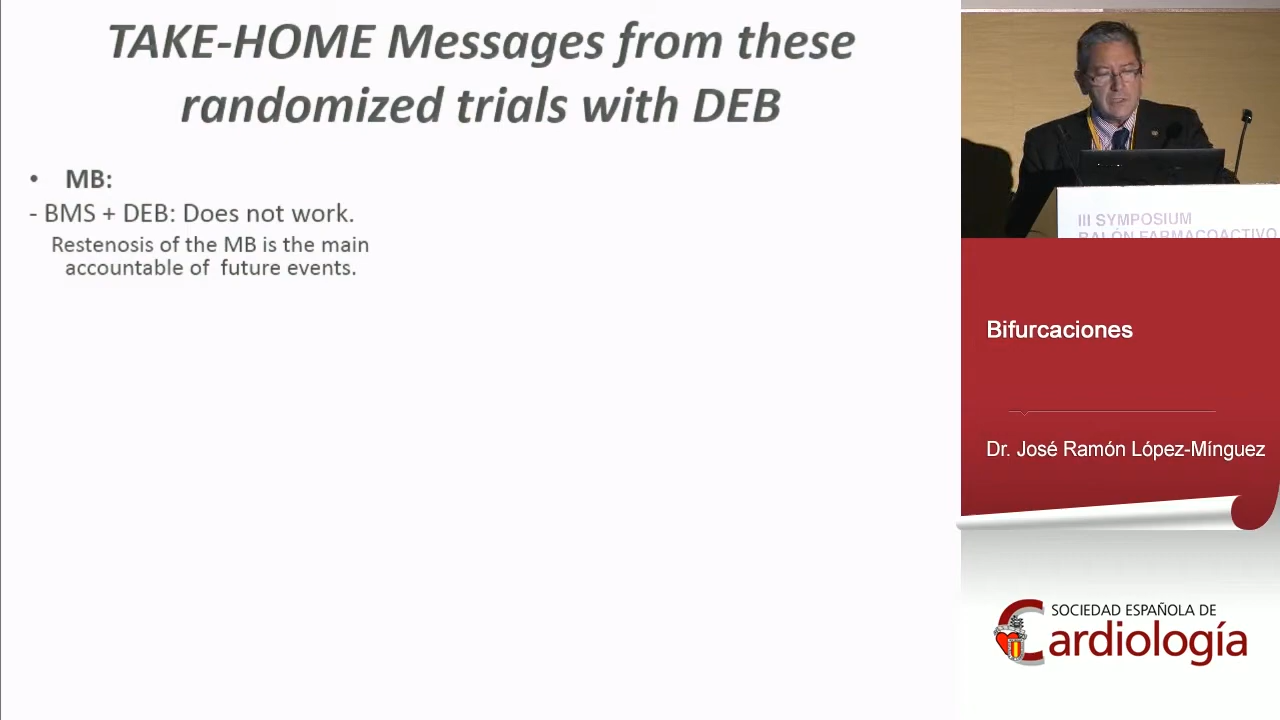 TAKE-HOME Messages from these
randomized trials with DEB
• MB:
- BMS + DEB: Does not work.
Restenosis of the MB is the main
accountable of future events.
III SYMPOSIUM
BALÓN FARMACOACTIVO
Bifurcaciones
Dr. José Ramón López-Mínguez
SOCIEDAD ESPAÑOLA DE
Cardiología